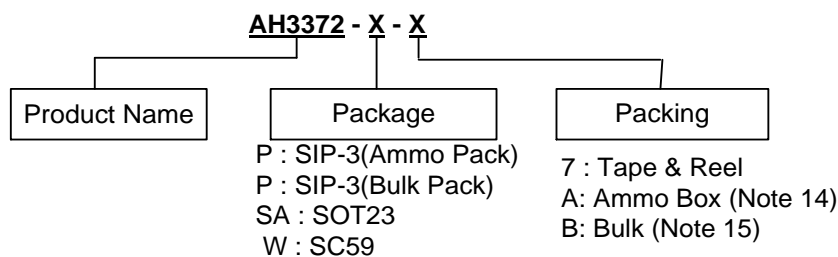 AH3372 - X - X
Product Name
Package
Packing
P : SIP-3(Ammo Pack)
P : SIP-3(Bulk Pack)
SA : SOT23
W : SC59
7 : Tape & Reel
A: Ammo Box (Note 14)
B: Bulk (Note 15)